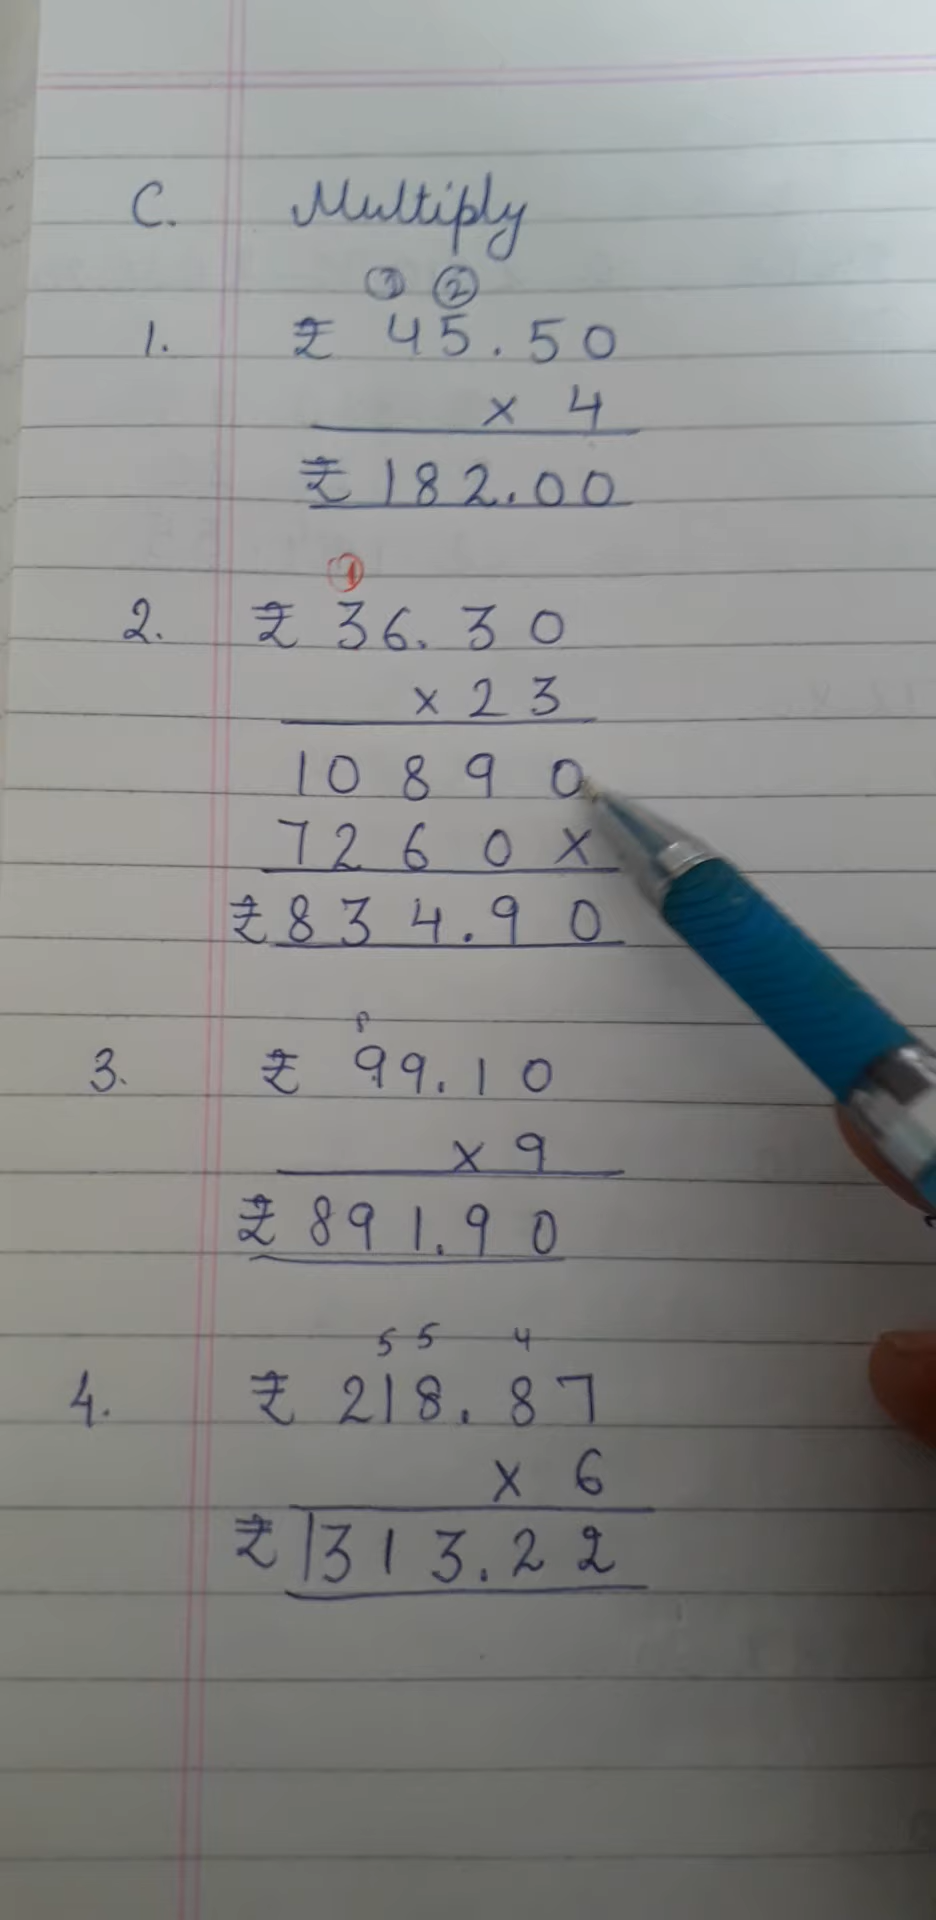 C. Multiply
② ②
1. ₹ 45.50
× 4
₹ 182.00
①
2. ₹ 36.30
× 23
10890
7260×
₹ 834.90
8
3. ₹ 99.10
× 9
₹ 891.90
5 5 4
4. ₹ 218.87
× 6
₹ 1313.22